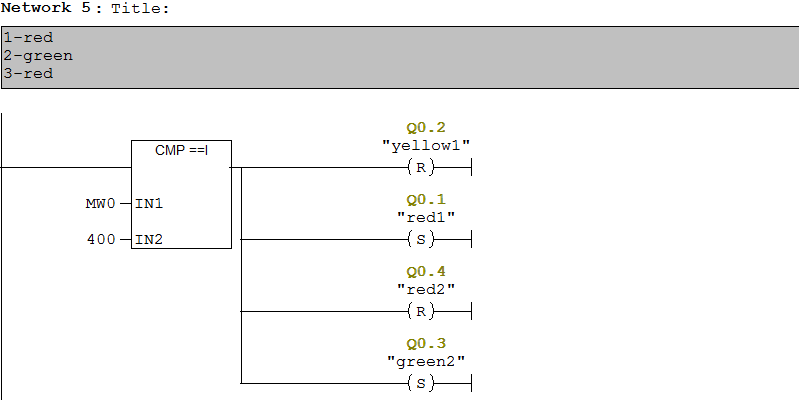 Network 5 : Title:
1-red
2-green
3-red
Q0.2
"yellow1"
CMP ==I
(R)
Q0.1
MW0 IN1
"red1"
400 IN2
(S)
Q0.4
"red2"
(R)
Q0.3
"green2"
(S)